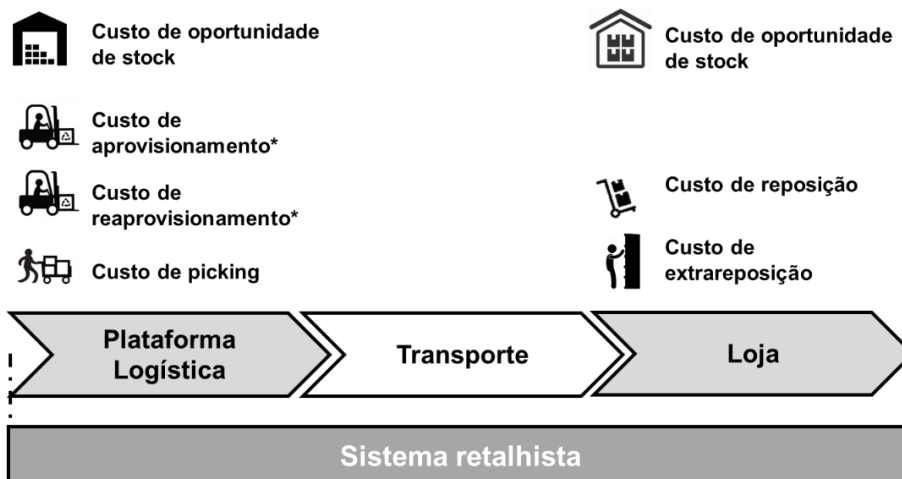 Custo de oportunidade
de stock
Custo de
aprovisionamento*
Custo de
reaprovisionamento*
Custo de picking
Custo de oportunidade
de stock
Custo de reposição
Custo de
extrareposição
Plataforma
Logística
Transporte
Loja
Sistema retalhista